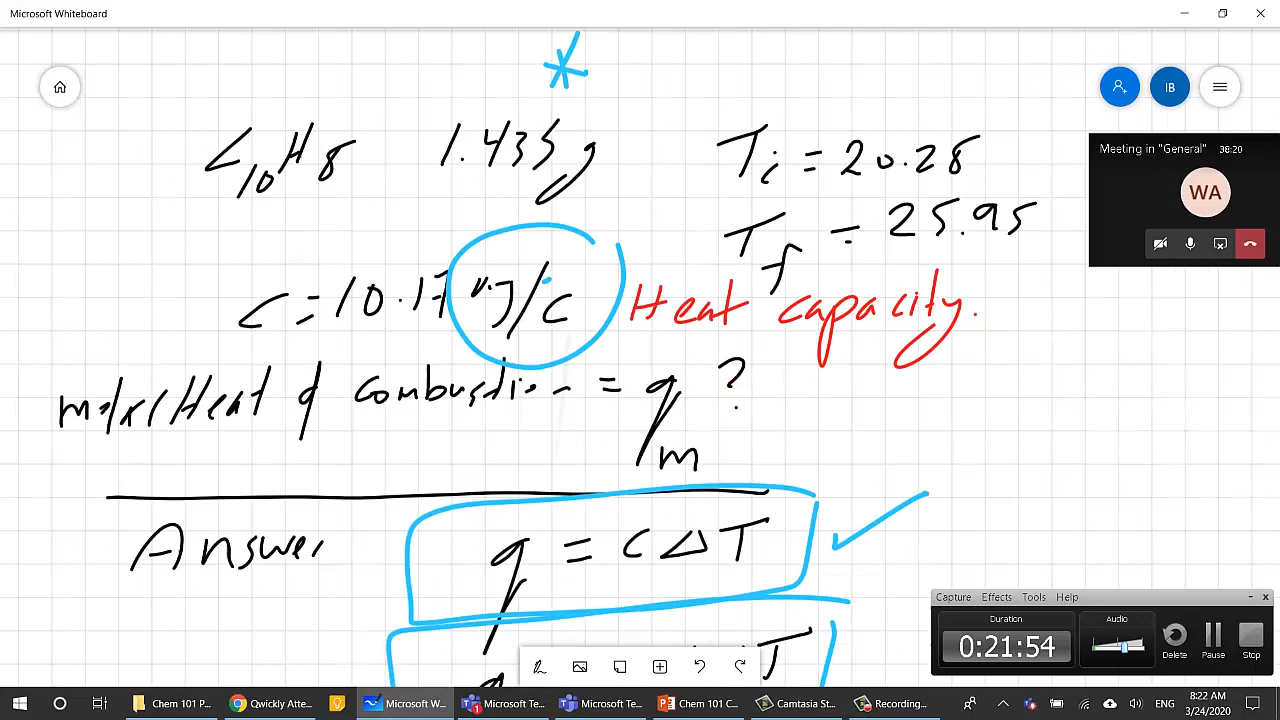 Microsoft Whiteboard
*
IB
C10H8 1.435g Ti = 20.28
Tf = 25.95
Meeting in "General" 38:20
WA
c = 10.17 kJ/°c Heat capacity.
molar Heat of combustion = qm ?
Answer q = c Δ T ✓
T
Capture Effects Tools Help
Duration
0:21:54
Audio
Delete Pause Stop
Chem 101 P...
Qwickly Atte...
Microsoft W...
Microsoft Te...
Microsoft Te...
Chem 101 C...
Camtasia St...
Recording...
ENG
8:22 AM
3/24/2020